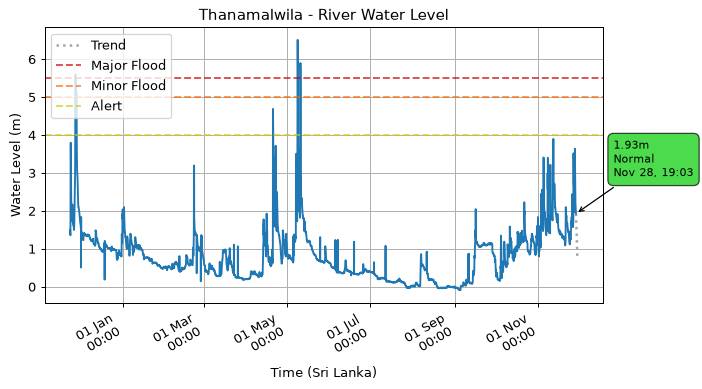 Thanamalwila - River Water Level
Trend
Major Flood
Minor Flood
Alert
1.93m
Normal
Nov 28, 19:03
Water Level (m)
6
5
4
3
2
1
0
01 Jan
00:00
01 Mar
00:00
01 May
00:00
01 Jul
00:00
01 Sep
00:00
01 Nov
00:00
Time (Sri Lanka)